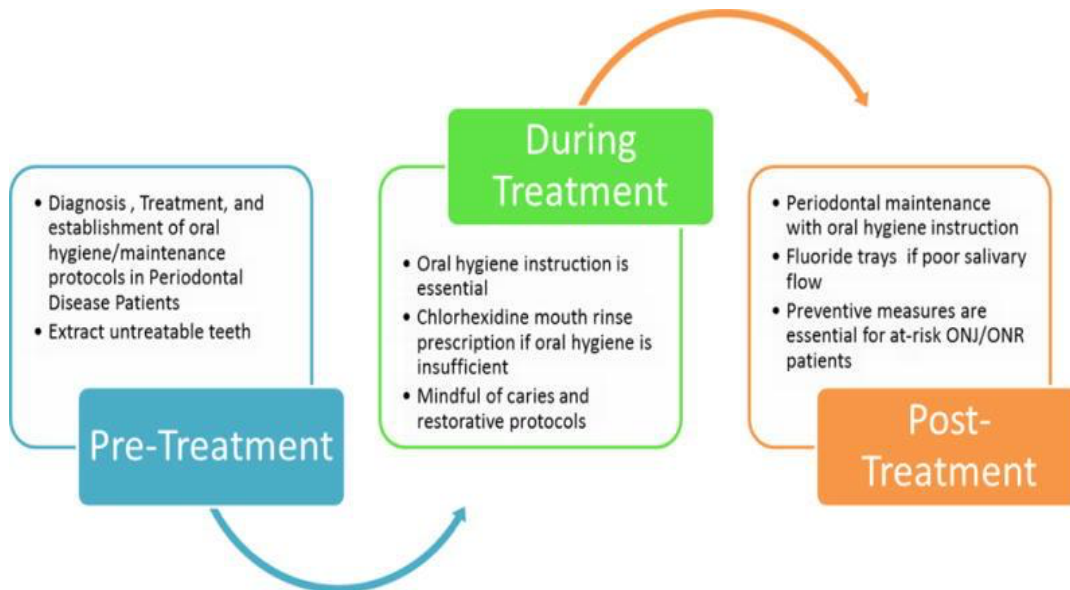 • Diagnosis , Treatment, and
establishment of oral
hygiene/maintenance
protocols in Periodontal
Disease Patients
• Extract untreatable teeth
Pre-Treatment
During
Treatment
• Oral hygiene instruction is
essential
• Chlorhexidine mouth rinse
prescription if oral hygiene is
insufficient
• Mindful of caries and
restorative protocols
• Periodontal maintenance
with oral hygiene instruction
• Fluoride trays if poor salivary
flow
• Preventive measures are
essential for at-risk ONJ/ONR
patients
Post-
Treatment